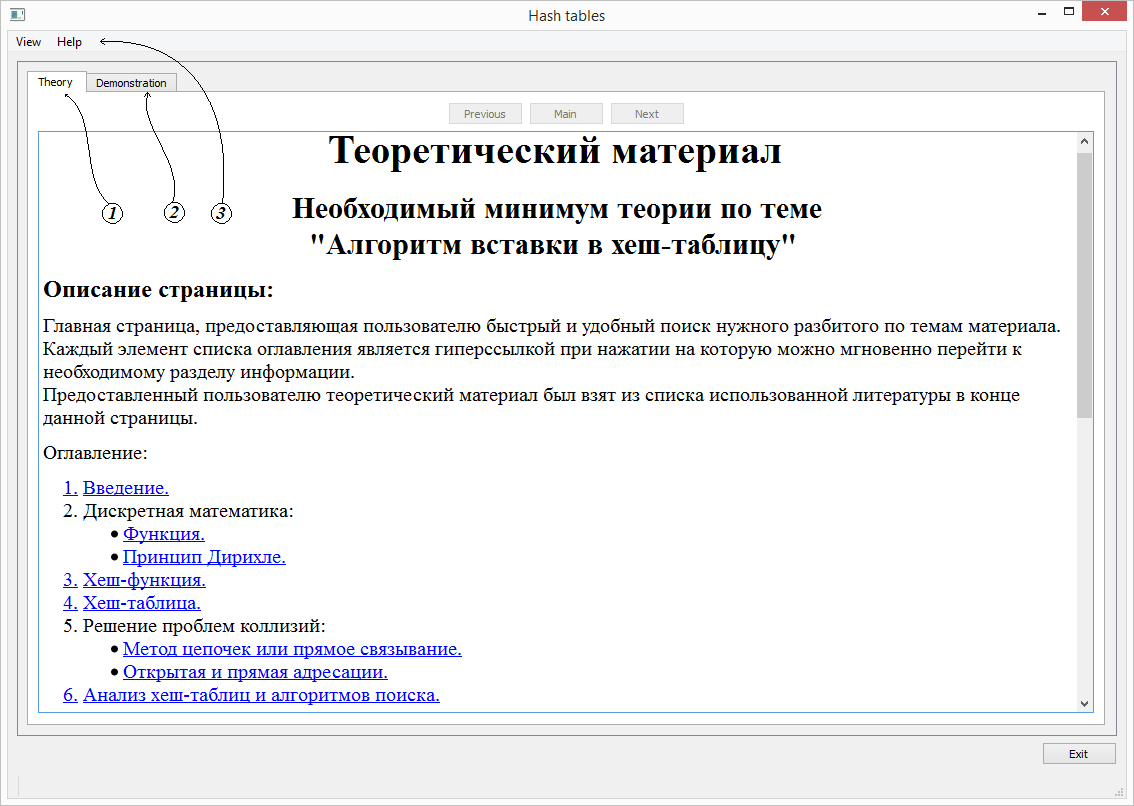 Hash tables
View Help
Theory Demonstration
Previous Main Next
Теоретический материал
1 2 3
Необходимый минимум теории по теме
"Алгоритм вставки в хеш-таблицу"
Описание страницы:
Главная страница, предоставляющая пользователю быстрый и удобный поиск нужного разбитого по темам материала.
Каждый элемент списка оглавления является гиперссылкой при нажатии на которую можно мгновенно перейти к
необходимому разделу информации.
Предоставленный пользователю теоретический материал был взят из списка использованной литературы в конце
данной страницы.
Оглавление:
1. Введение.
2. Дискретная математика:
• Функция.
• Принцип Дирихле.
3. Хеш-функция.
4. Хеш-таблица.
5. Решение проблем коллизий:
• Метод цепочек или прямое связывание.
• Открытая и прямая адресации.
6. Анализ хеш-таблиц и алгоритмов поиска.
Exit